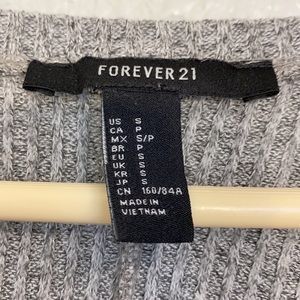 FOREVER 21
US S
CA P
MX S/P
BR P
EU S
UK S
KR S
JP S
CN 160/84A
MADE IN
VIETNAM